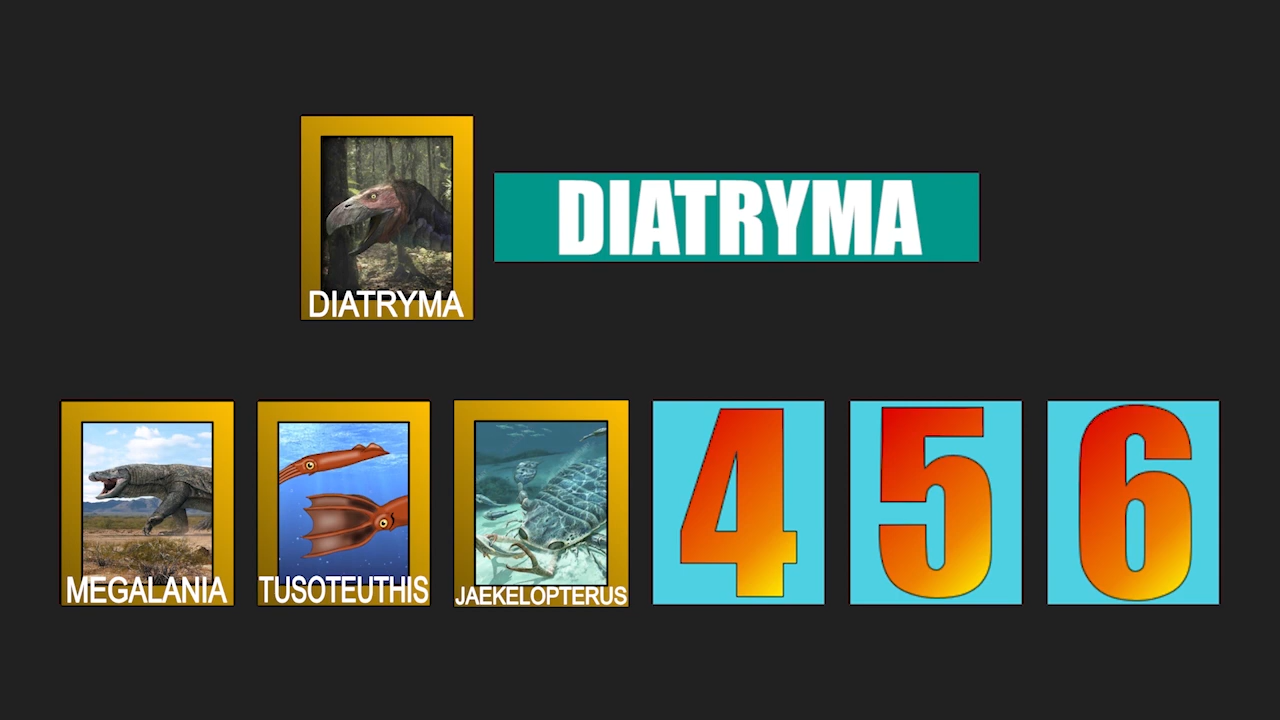 DIATRYMA
DIATRYMA
MEGALANIA
TUSOTEUTHIS
JAEKELOPTERUS
4
5
6